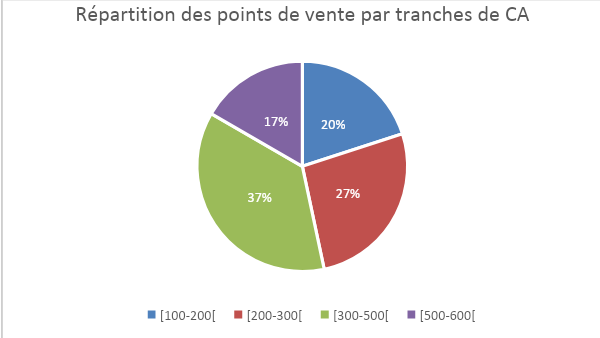 Répartition des points de vente par tranches de CA
17%
20%
37%
27%
[100-200[ [200-300[ [300-500[ [500-600[